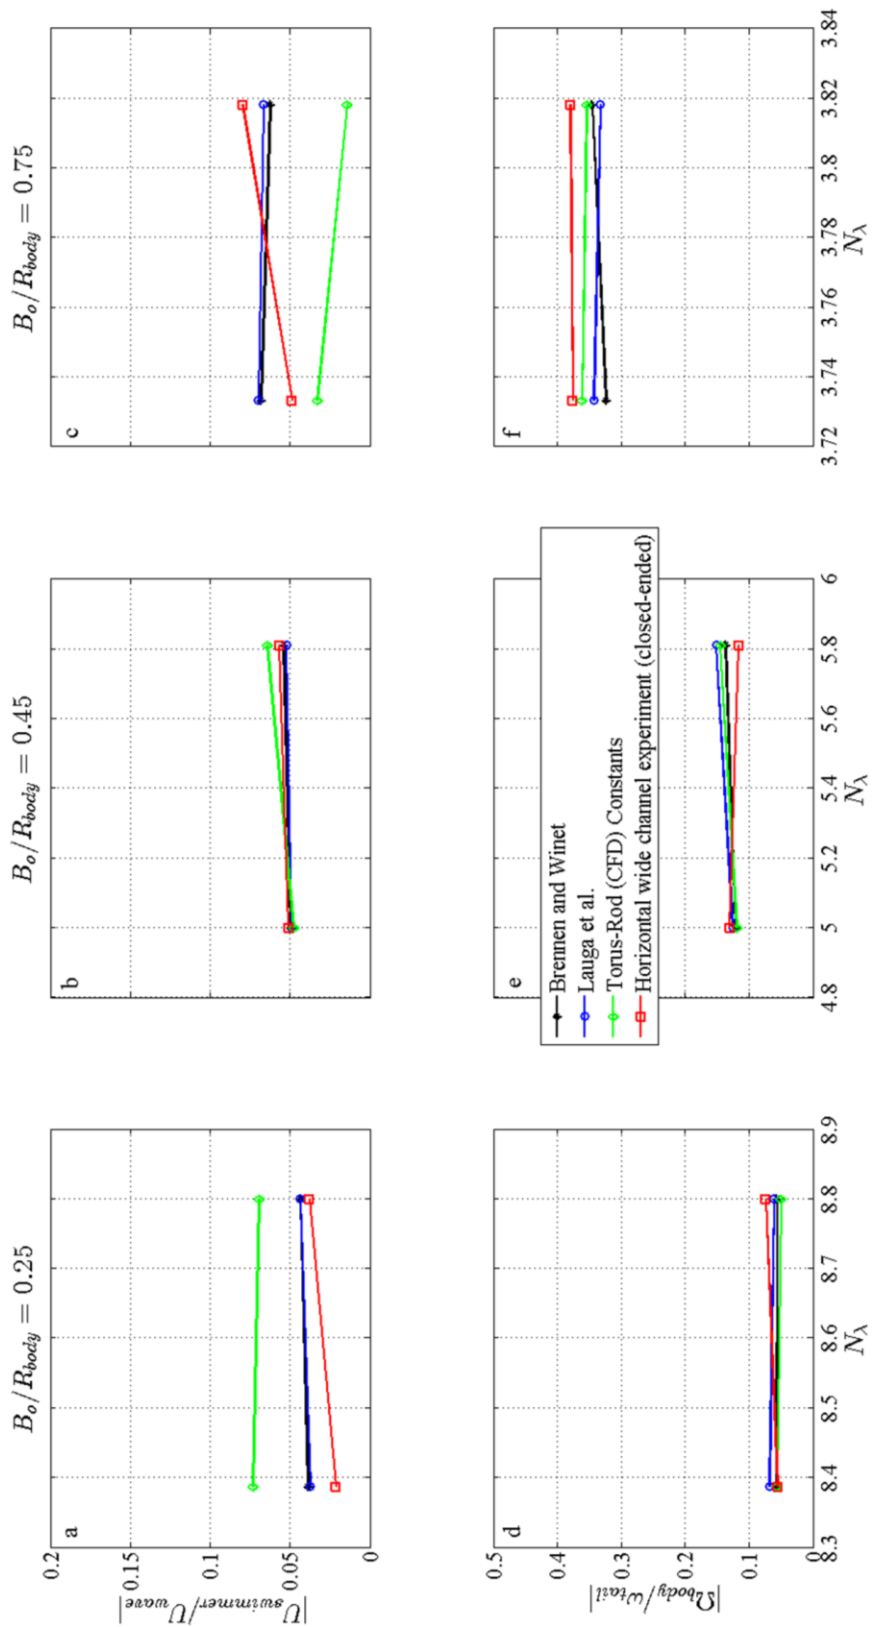 B_o/R_body = 0.25
B_o/R_body = 0.45
B_o/R_body = 0.75
a
b
c
0.2
0.15
0.1
0.05
0
|U_swimmer/U_wave|
d
e
f
0.5
0.4
0.3
0.2
0.1
0
|Ω_body/ω_tail|
Brennen and Winet
Lauga et al.
Torus-Rod (CFD) Constants
Horizontal wide channel experiment (closed-ended)
8.3 8.4 8.5 8.6 8.7 8.8 8.9
4.8 5 5.2 5.4 5.6 5.8 6
3.72 3.74 3.76 3.78 3.8 3.82 3.84
N_λ
N_λ
N_λ